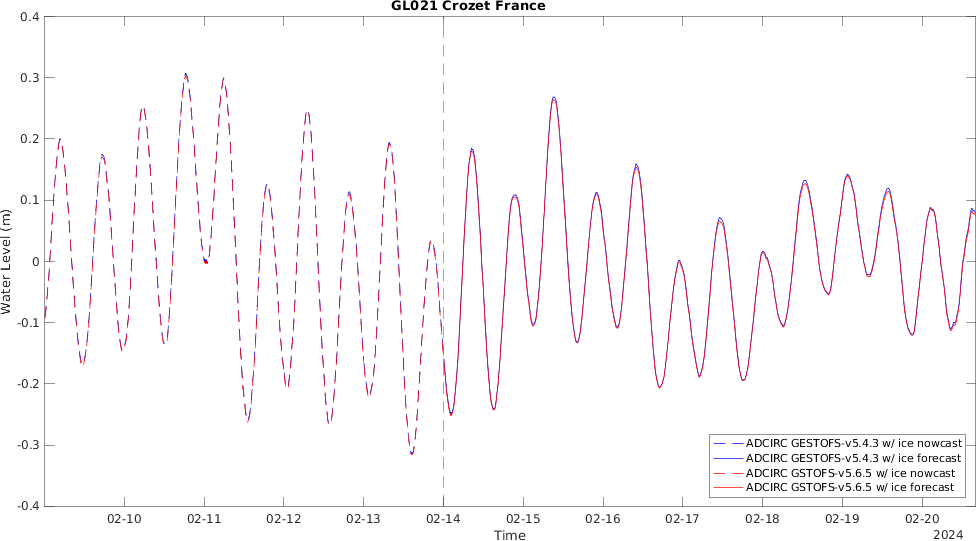 GL021 Crozet France
Water Level (m)
0.4
0.3
0.2
0.1
0
-0.1
-0.2
-0.3
-0.4
ADCIRC GESTOFS-v5.4.3 w/ ice nowcast
ADCIRC GESTOFS-v5.4.3 w/ ice forecast
ADCIRC GSTOFS-v5.6.5 w/ ice nowcast
ADCIRC GSTOFS-v5.6.5 w/ ice forecast
02-10 02-11 02-12 02-13 02-14 02-15 02-16 02-17 02-18 02-19 02-20
Time
2024